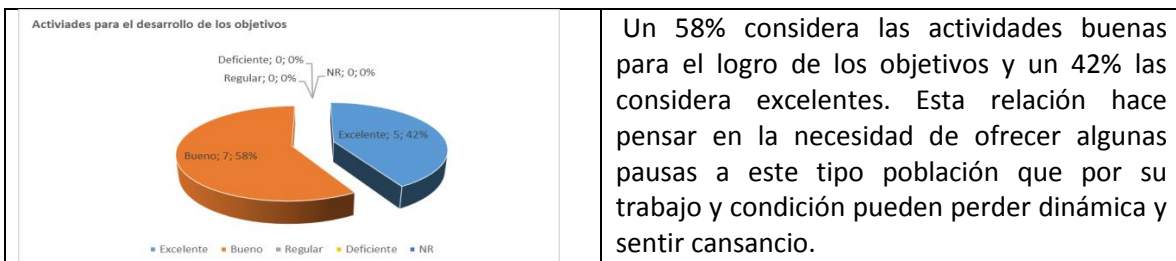 Activiades para el desarrollo de los objetivos
Deficiente; 0; 0%
Regular; 0; 0%
NR; 0; 0%
Excelente; 5; 42%
Bueno; 7; 58%
Excelente Bueno Regular Deficiente NR
Un 58% considera las actividades buenas
para el logro de los objetivos y un 42% las
considera excelentes. Esta relación hace
pensar en la necesidad de ofrecer algunas
pausas a este tipo población que por su
trabajo y condición pueden perder dinámica y
sentir cansancio.